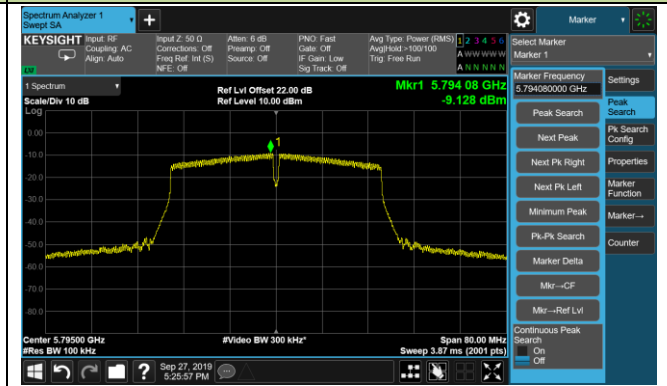 Spectrum Analyzer 1
Swept SA
+
Marker
KEYSIGHT
Input: RF
Coupling: AC
Align: Auto
Input Z: 50 Ω
Corrections: Off
Freq Ref: Int (S)
NFE: Off
Atten: 6 dB
Preamp: Off
Source: Off
PNO: Fast
Gate: Off
IF Gain: Low
Sig Track: Off
Avg Type: Power (RMS)
Avg|Hold:>100/100
Trig: Free Run
1 2 3 4 5 6
A W W W W W
A N N N N N
Select Marker
Marker 1
1 Spectrum
Scale/Div 10 dB
Log
Ref Lvl Offset 22.00 dB
Ref Level 10.00 dBm
Mkr1 5.794 08 GHz
-9.128 dBm
Marker Frequency
5.794080000 GHz
Peak Search
Next Peak
Next Pk Right
Next Pk Left
Minimum Peak
Pk-Pk Search
Marker Delta
Mkr→CF
Mkr→Ref Lvl
Continuous Peak
Search
On
Off
Settings
Peak
Search
Pk Search
Config
Properties
Marker
Function
Marker→
Counter
0.00
-10.0
-20.0
-30.0
-40.0
-50.0
-60.0
-70.0
-80.0
1
Center 5.79500 GHz
#Res BW 100 kHz
#Video BW 300 kHz*
Span 80.00 MHz
Sweep 3.87 ms (2001 pts)
?
Sep 27, 2019
5:25:57 PM